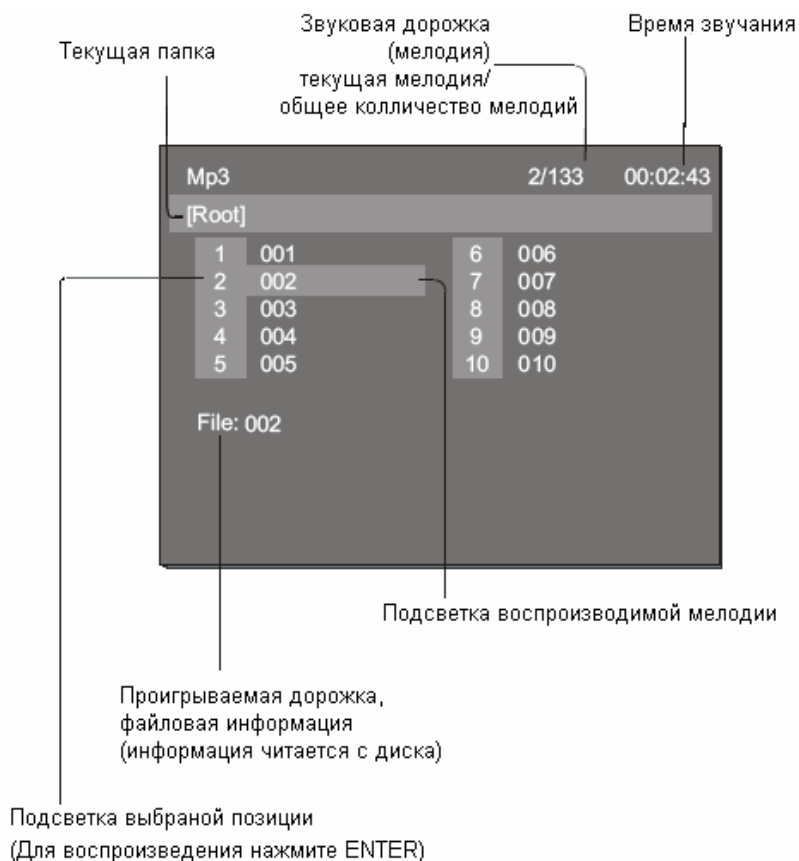 Звуковая дорожка
(мелодия)
текущая мелодия/
общее колличество мелодий
Время звучания
Текущая папка
Mp3 2/133 00:02:43
[Root]
1 001 6 006
2 002 7 007
3 003 8 008
4 004 9 009
5 005 10 010
File: 002
Подсветка воспроизводимой мелодии
Проигрываемая дорожка,
файловая информация
(информация читается с диска)
Подсветка выбраной позиции
(Для воспроизведения нажмите ENTER)